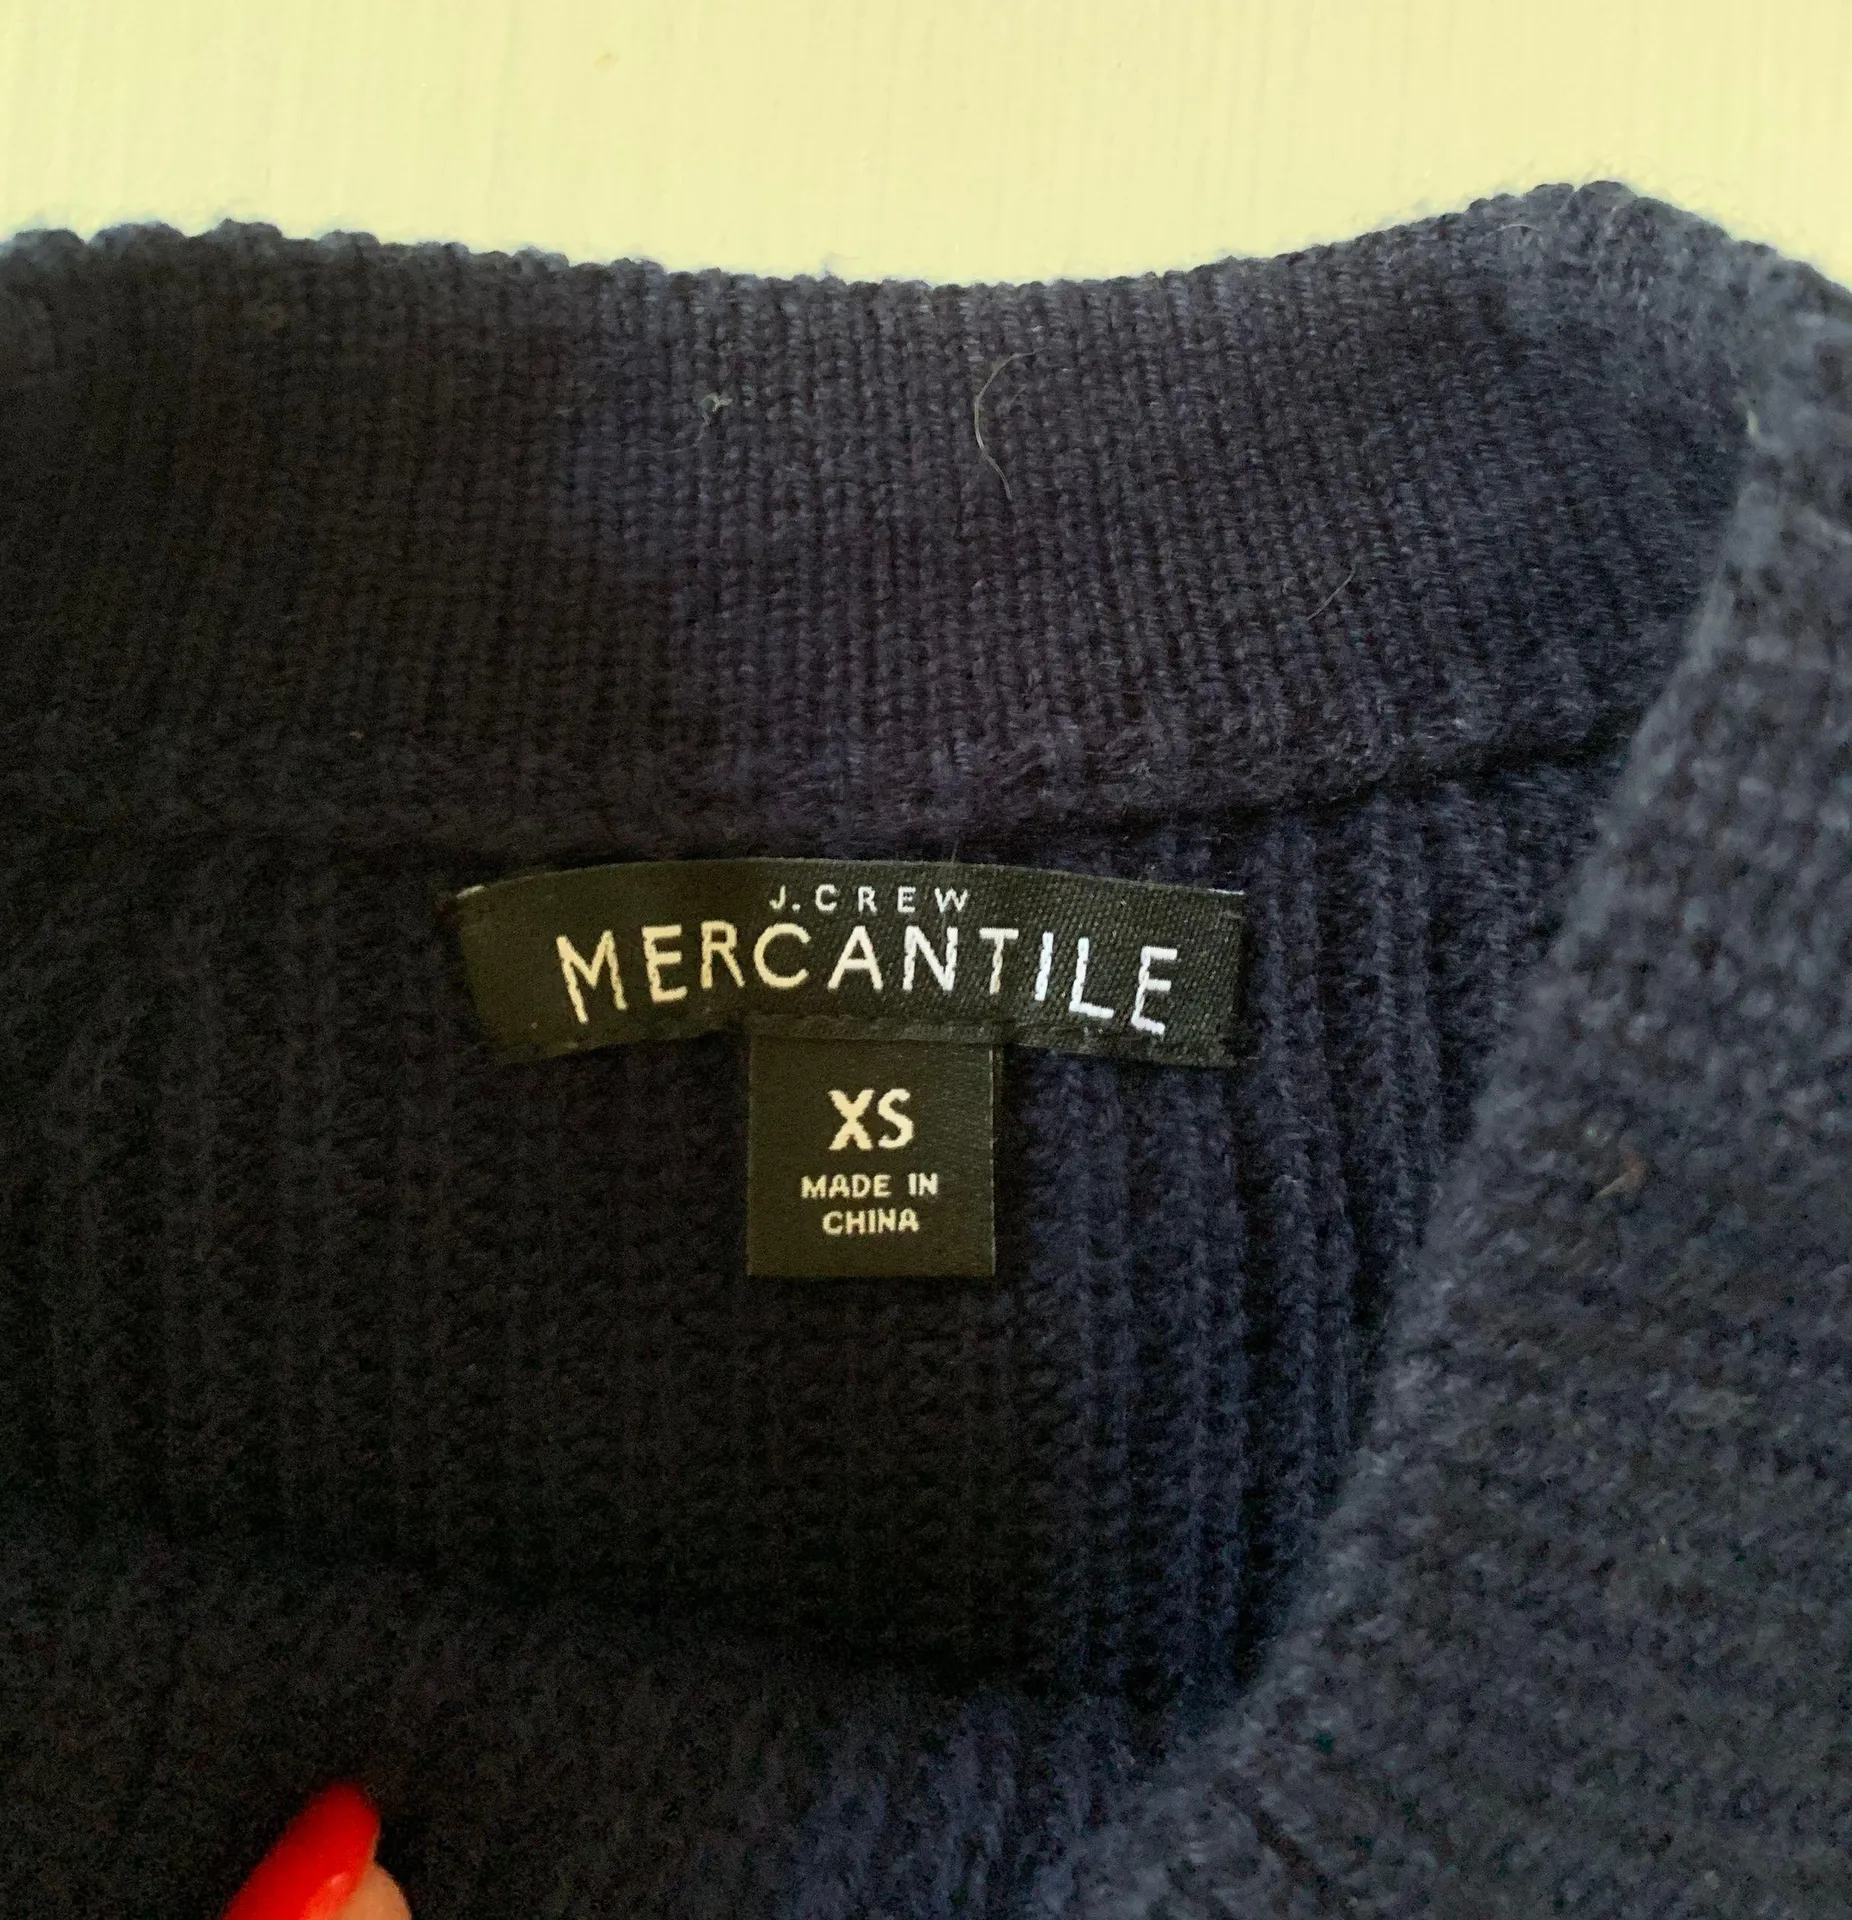 J.CREW
MERCANTILE
XS
MADE IN
CHINA